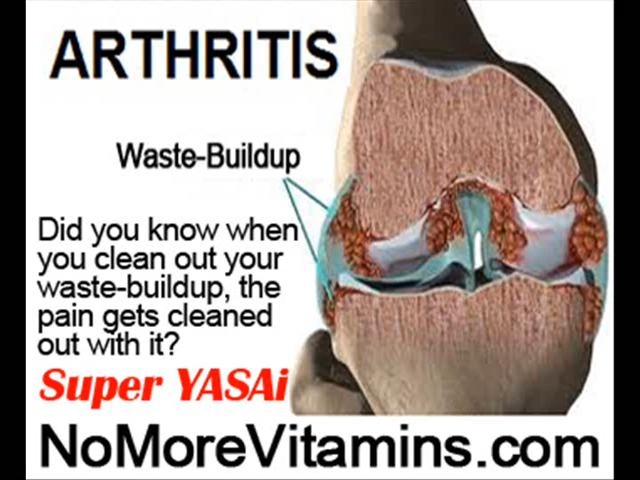 ARTHRITIS
Waste-Buildup
Did you know when
you clean out your
waste-buildup, the
pain gets cleaned
out with it?
Super YASAi
NoMoreVitamins.com